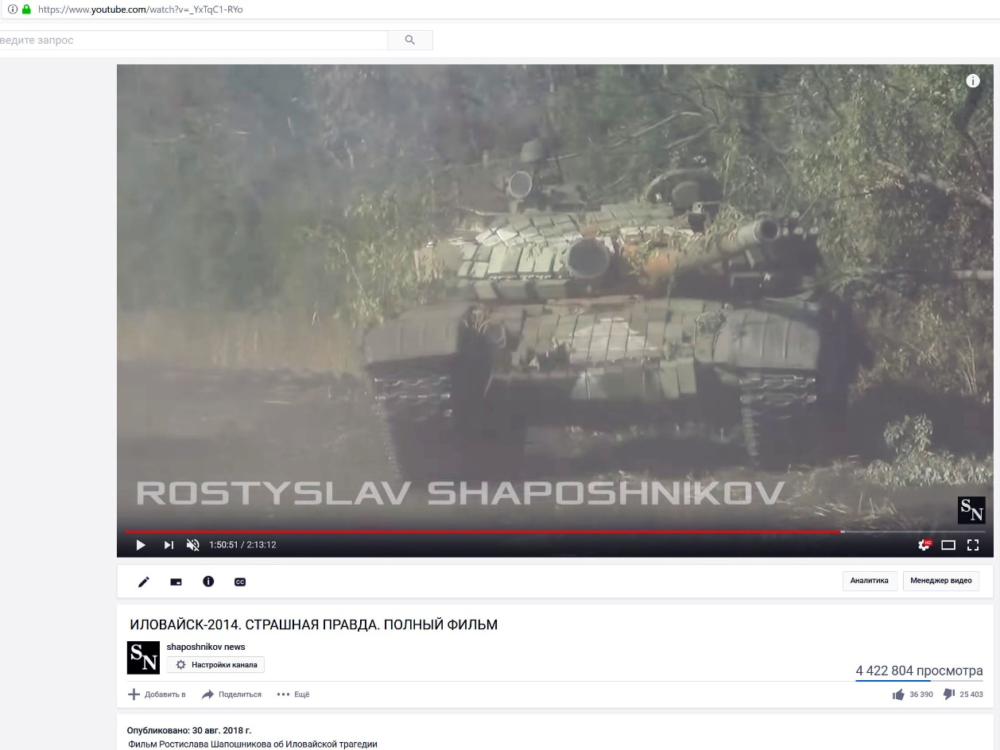 https://www.youtube.com/watch?v=_YxTqC1-RYo
ведите запрос
ROSTYSLAV SHAPOSHNIKOV
SN
1:50:51 / 2:13:12
HD
CC
Аналитика
Менеджер видео
ИЛОВАЙСК-2014. СТРАШНАЯ ПРАВДА. ПОЛНЫЙ ФИЛЬМ
SN
shaposhnikov news
Настройки канала
4 422 804 просмотра
Добавить в
Поделиться
Ещё
36 390
25 403
Опубликовано: 30 авг. 2018 г.
Фильм Ростислава Шапошникова об Иловайской трагедии